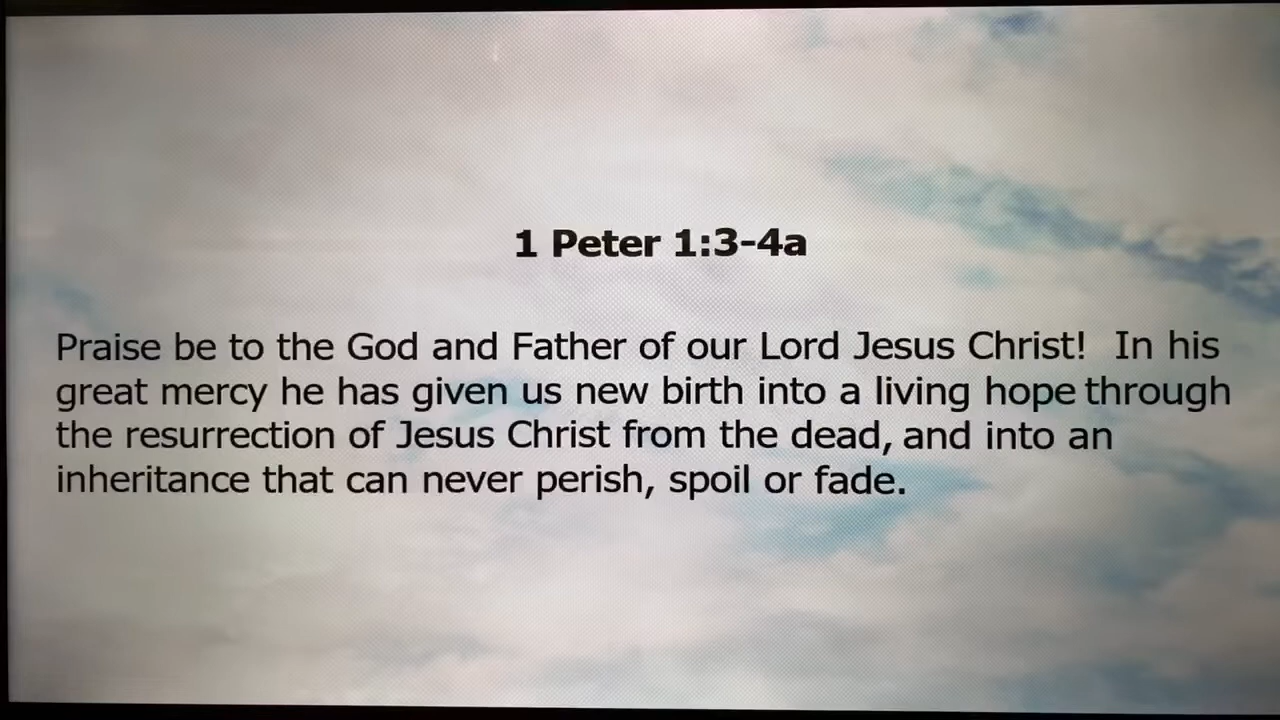 1 Peter 1:3-4a
Praise be to the God and Father of our Lord Jesus Christ!  In his
great mercy he has given us new birth into a living hope through
the resurrection of Jesus Christ from the dead, and into an
inheritance that can never perish, spoil or fade.